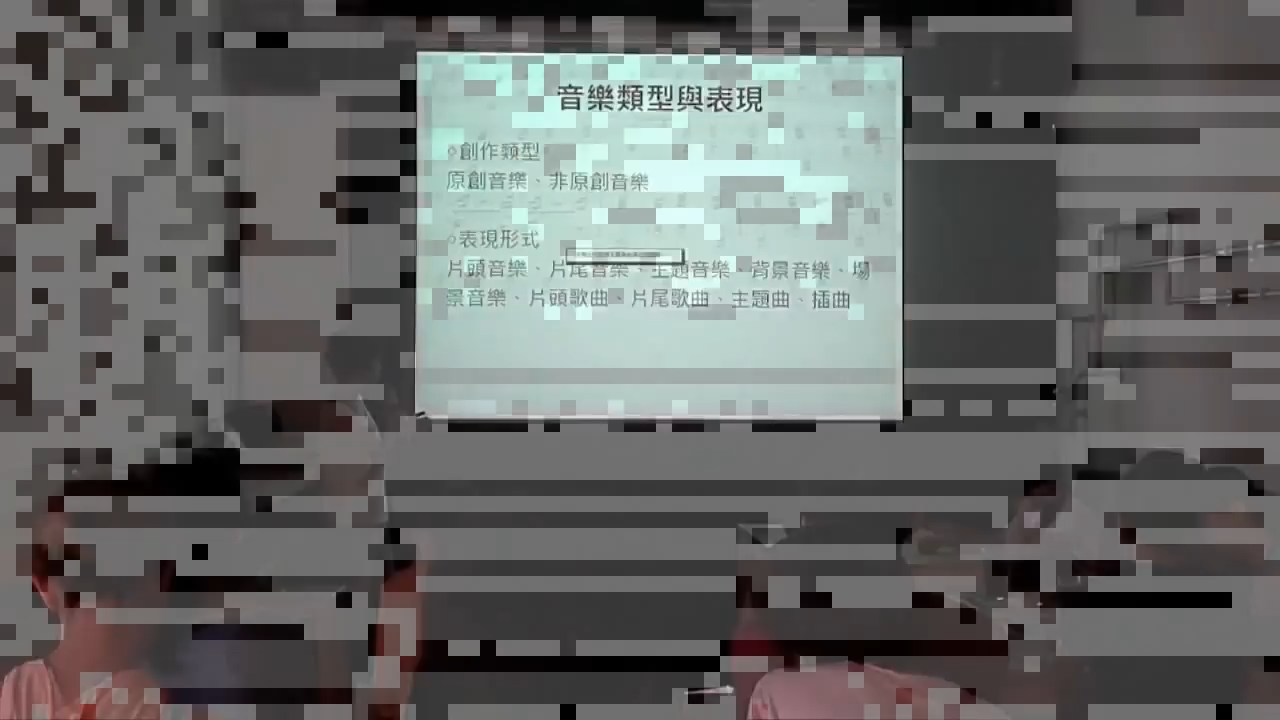 音樂類型與表現
○創作類型
原創音樂、非原創音樂
○表現形式
片頭音樂、片尾音樂、主題音樂、背景音樂、場
景音樂、片頭歌曲、片尾歌曲、主題曲、插曲